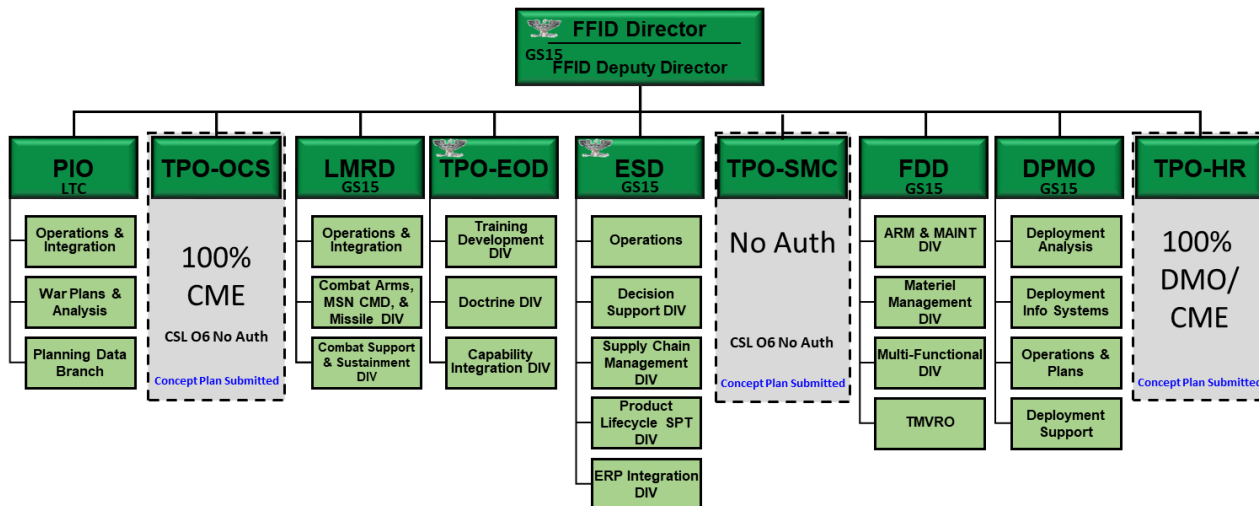 FFID Director
GS15
FFID Deputy Director
PIO
LTC
Operations &
Integration
War Plans &
Analysis
Planning Data
Branch
TPO-OCS
100%
CME
CSL O6 No Auth
Concept Plan Submitted
LMRD
GS15
Operations &
Integration
Combat Arms,
MSN CMD, &
Missile DIV
Combat Support
& Sustainment
DIV
TPO-EOD
Training
Development
DIV
Doctrine DIV
Capability
Integration DIV
ESD
GS15
Operations
Decision
Support DIV
Supply Chain
Management
DIV
Product
Lifecycle SPT
DIV
ERP Integration
DIV
TPO-SMC
No Auth
CSL O6 No Auth
Concept Plan Submitted
FDD
GS15
ARM & MAINT
DIV
Materiel
Management
DIV
Multi-Functional
DIV
TMVRO
DPMO
GS15
Deployment
Analysis
Deployment
Info Systems
Operations &
Plans
Deployment
Support
TPO-HR
100%
DMO/
CME
Concept Plan Submitted